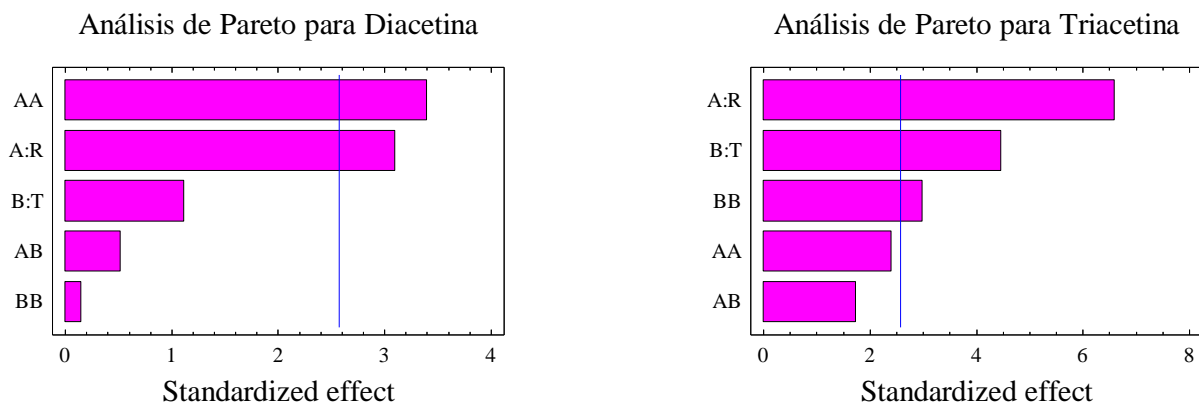 Análisis de Pareto para Diacetina
AA
A:R
B:T
AB
BB
0 1 2 3 4
Standardized effect
Análisis de Pareto para Triacetina
A:R
B:T
BB
AA
AB
0 2 4 6 8
Standardized effect